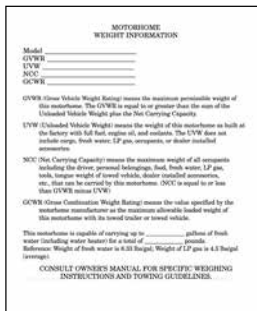 MOTORHOME
WEIGHT INFORMATION
Model
GVWR
UVW
NCC
GCWR
GVWR (Gross Vehicle Weight Rating) means the maximum permissible weight of
this motorhome. The GVWR is equal to or greater than the sum of the
Unloaded Vehicle Weight plus the Net Carrying Capacity.
UVW (Unloaded Vehicle Weight) means the weight of this motorhome as built at
the factory with full fuel, engine oil, and coolants. The UVW does not
include cargo, fresh water, LP gas, occupants, or dealer installed
accessories.
NCC (Net Carrying Capacity) means the maximum weight of all occupants
including the driver, personal belongings, food, fresh water, LP gas,
tools, tongue weight of towed vehicle, dealer installed accessories,
etc., that can be carried by this motorhome. (NCC is equal to or less
than GVWR minus UVW)
GCWR (Gross Combination Weight Rating) means the value specified by the
motorhome manufacturer as the maximum allowable loaded weight of
this motorhome with its towed trailer or towed vehicle.
This motorhome is capable of carrying up to gallons of fresh
water (including water heater) for a total of pounds.
Reference: Weight of fresh water is 8.33 lbs/gal; Weight of LP gas is 4.5 lbs/gal
(average).
CONSULT OWNER'S MANUAL FOR SPECIFIC WEIGHING
INSTRUCTIONS AND TOWING GUIDELINES.